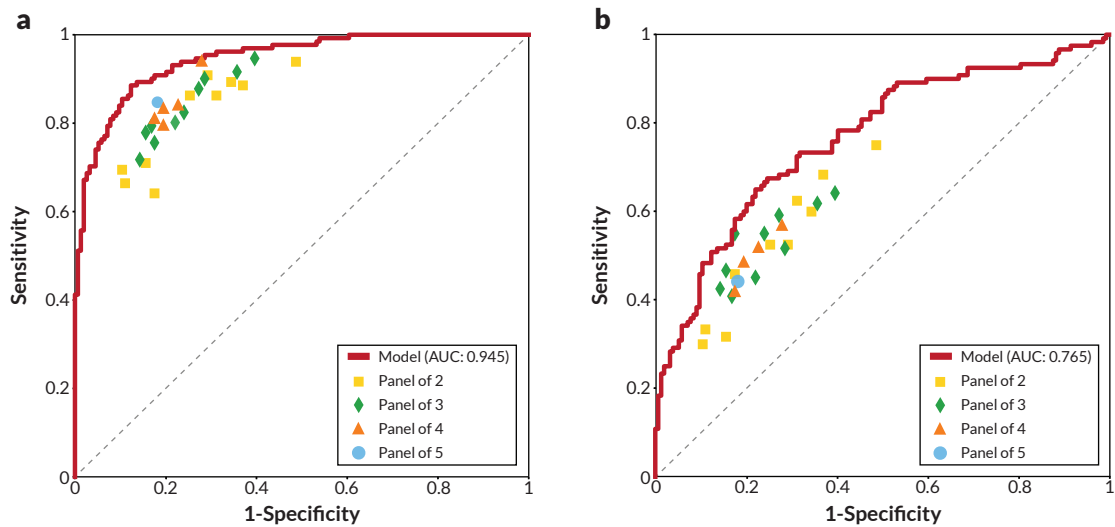 a
1
0.8
0.6
0.4
0.2
0
Sensitivity
0
0.2
0.4
0.6
0.8
1
1-Specificity
Model (AUC: 0.945)
Panel of 2
Panel of 3
Panel of 4
Panel of 5
b
1
0.8
0.6
0.4
0.2
0
Sensitivity
0
0.2
0.4
0.6
0.8
1
1-Specificity
Model (AUC: 0.765)
Panel of 2
Panel of 3
Panel of 4
Panel of 5